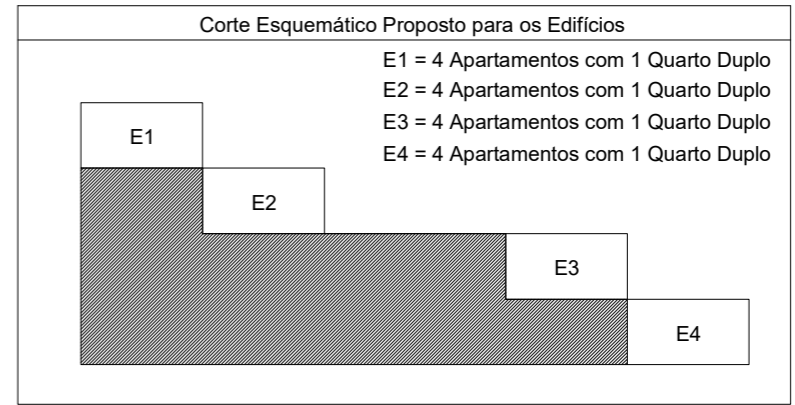 Corte Esquemático Proposto para os Edifícios
E1 = 4 Apartamentos com 1 Quarto Duplo
E2 = 4 Apartamentos com 1 Quarto Duplo
E3 = 4 Apartamentos com 1 Quarto Duplo
E4 = 4 Apartamentos com 1 Quarto Duplo
E1
E2
E3
E4